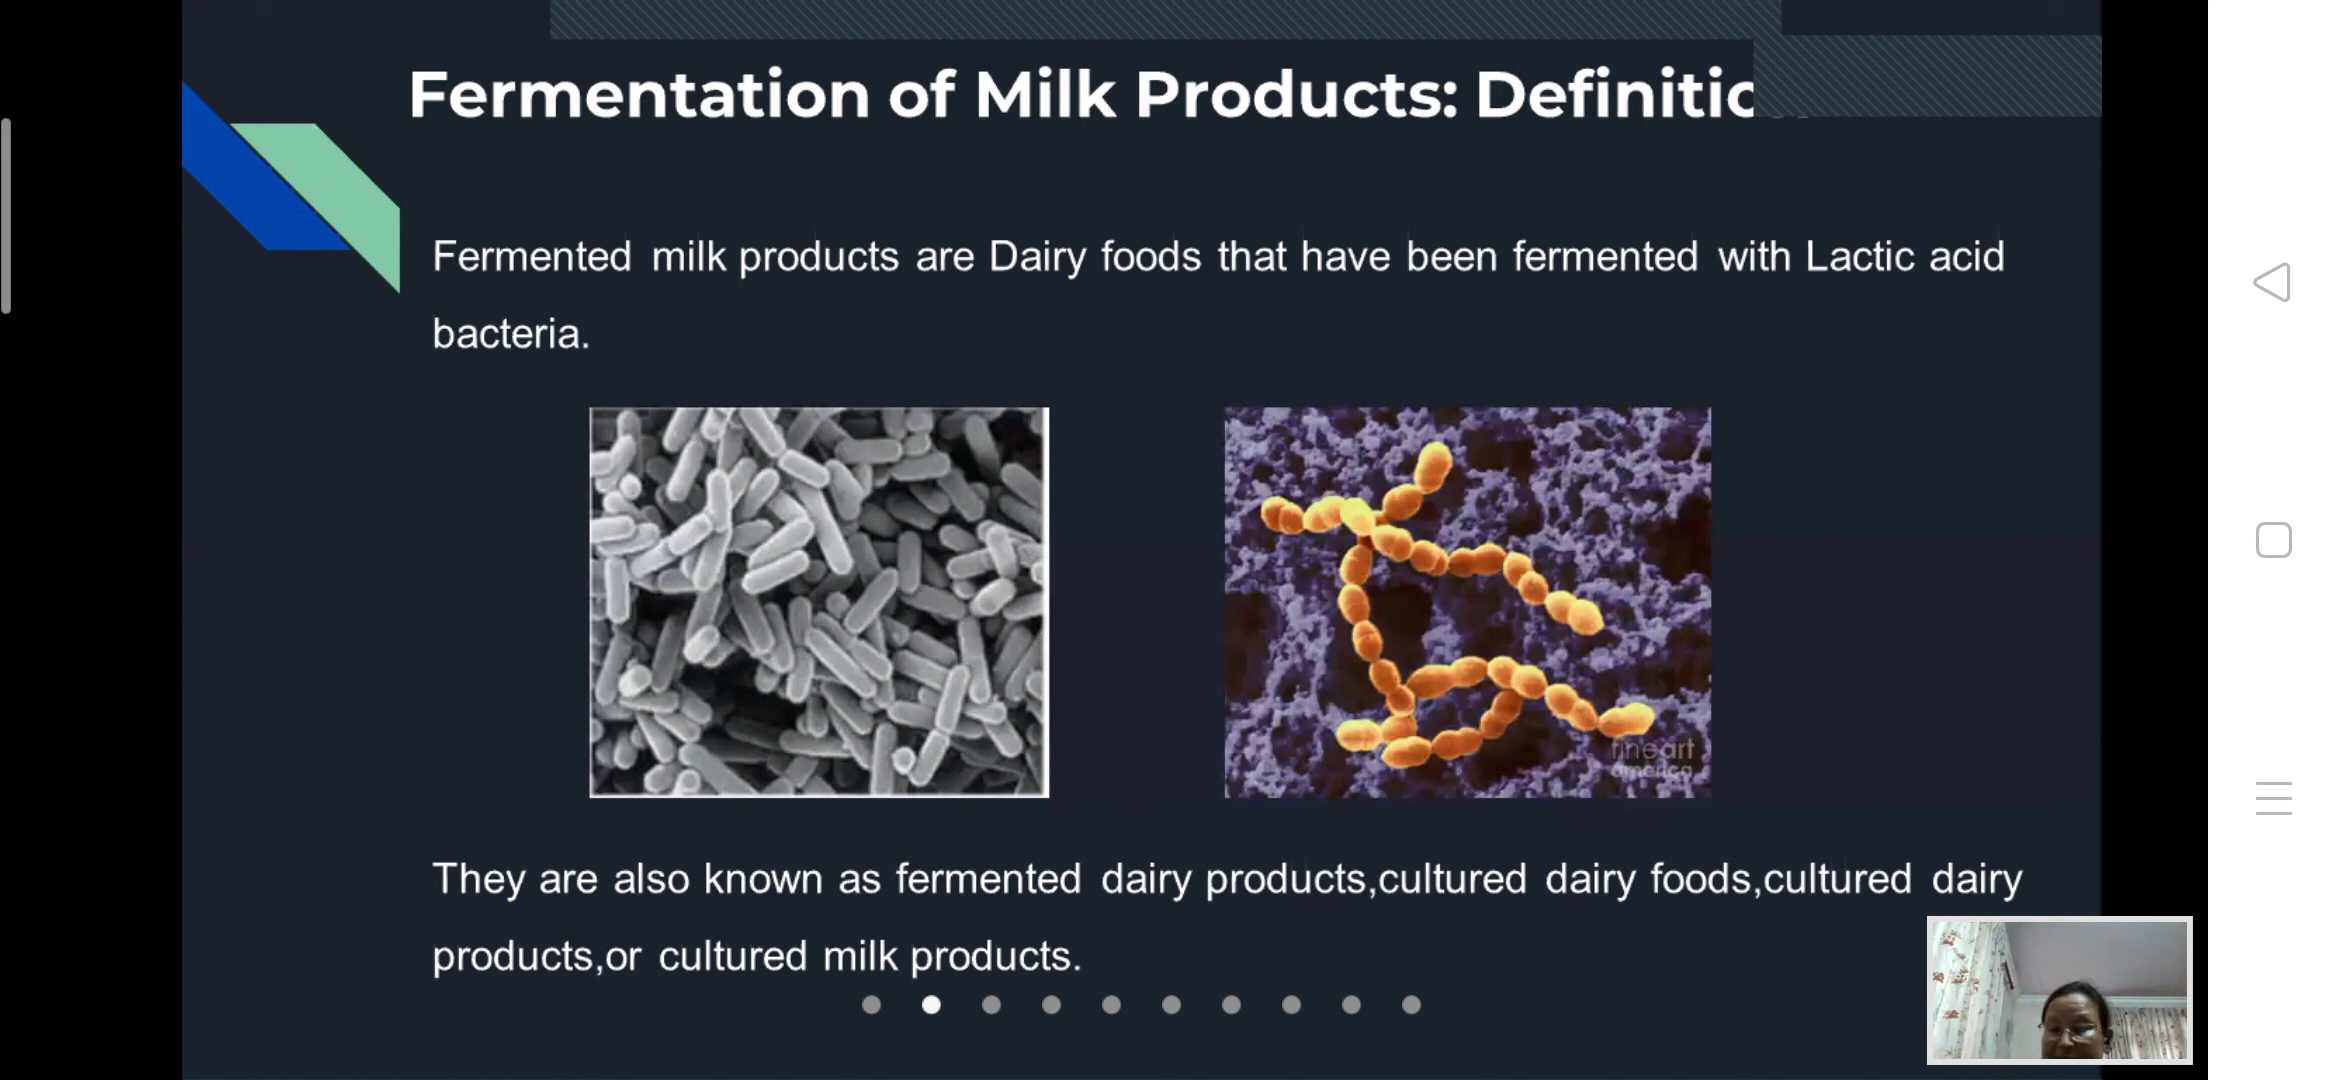 Fermentation of Milk Products: Definitic
Fermented milk products are Dairy foods that have been fermented with Lactic acid
bacteria.
fineart
america
They are also known as fermented dairy products,cultured dairy foods,cultured dairy
products,or cultured milk products.